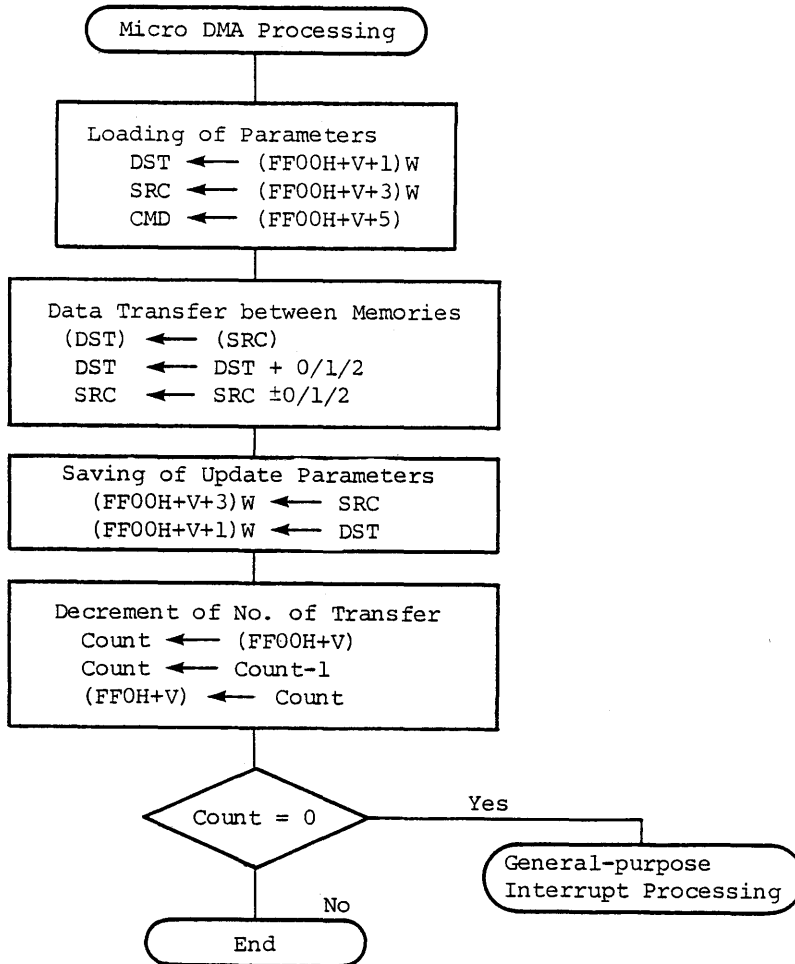 Micro DMA Processing
Loading of Parameters
DST ← (FF00H+V+1)W
SRC ← (FF00H+V+3)W
CMD ← (FF00H+V+5)
Data Transfer between Memories
(DST) ← (SRC)
DST ← DST + 0/1/2
SRC ← SRC ±0/1/2
Saving of Update Parameters
(FF00H+V+3)W ← SRC
(FF00H+V+1)W ← DST
Decrement of No. of Transfer
Count ← (FF00H+V)
Count ← Count-1
(FF0H+V) ← Count
Count = 0
Yes
General-purpose
Interrupt Processing
No
End